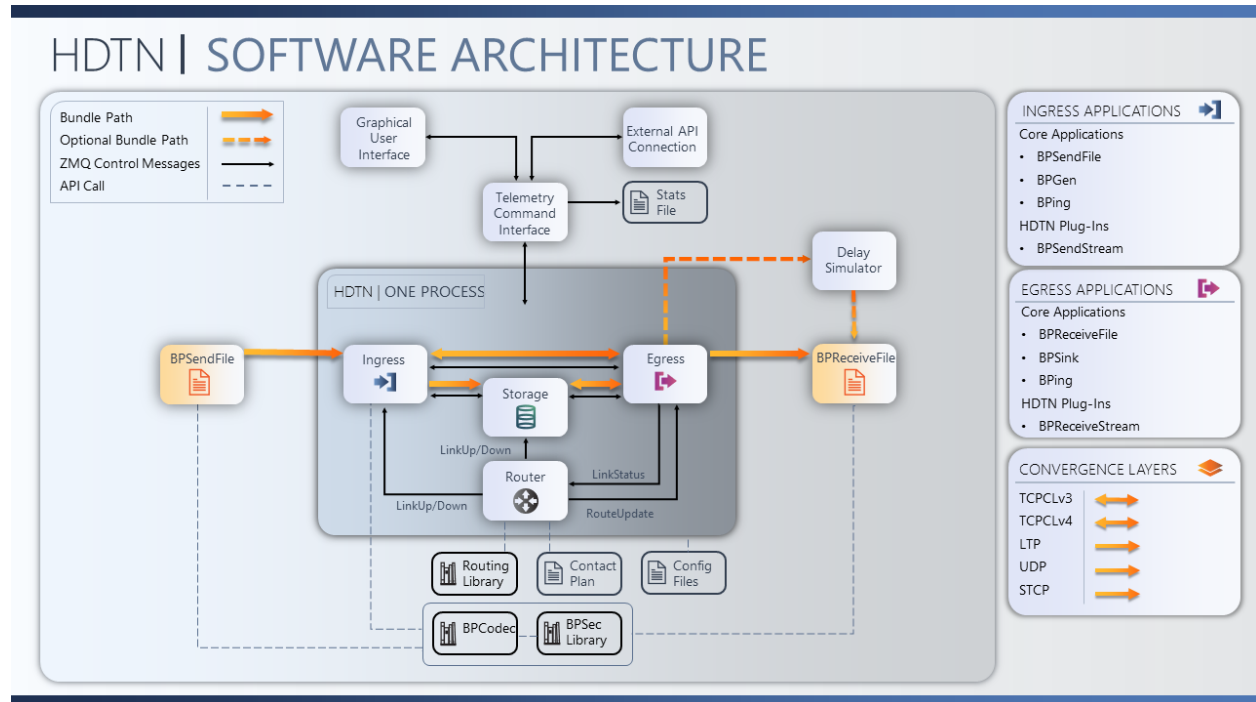 HDTN | SOFTWARE ARCHITECTURE
Bundle Path
Optional Bundle Path
ZMQ Control Messages
API Call
Graphical
User
Interface
External API
Connection
Telemetry
Command
Interface
Stats
File
Delay
Simulator
HDTN | ONE PROCESS
BPSendFile
Ingress
Egress
BPReceiveFile
Storage
LinkUp/Down
Router
LinkStatus
LinkUp/Down
RouteUpdate
Routing
Library
Contact
Plan
Config
Files
BPCodec
BPSec
Library
INGRESS APPLICATIONS
Core Applications
• BPSendFile
• BPGen
• BPing
HDTN Plug-Ins
• BPSendStream
EGRESS APPLICATIONS
Core Applications
• BPReceiveFile
• BPSink
• BPing
HDTN Plug-Ins
• BPReceiveStream
CONVERGENCE LAYERS
TCPCLv3
TCPCLv4
LTP
UDP
STCP